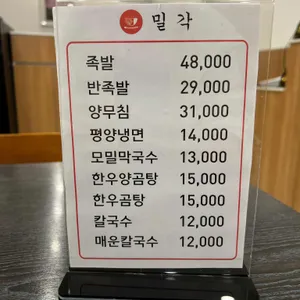 밀각
족발 48,000
반족발 29,000
양무침 31,000
평양냉면 14,000
모밀막국수 13,000
한우양곰탕 15,000
한우곰탕 15,000
칼국수 12,000
매운칼국수 12,000